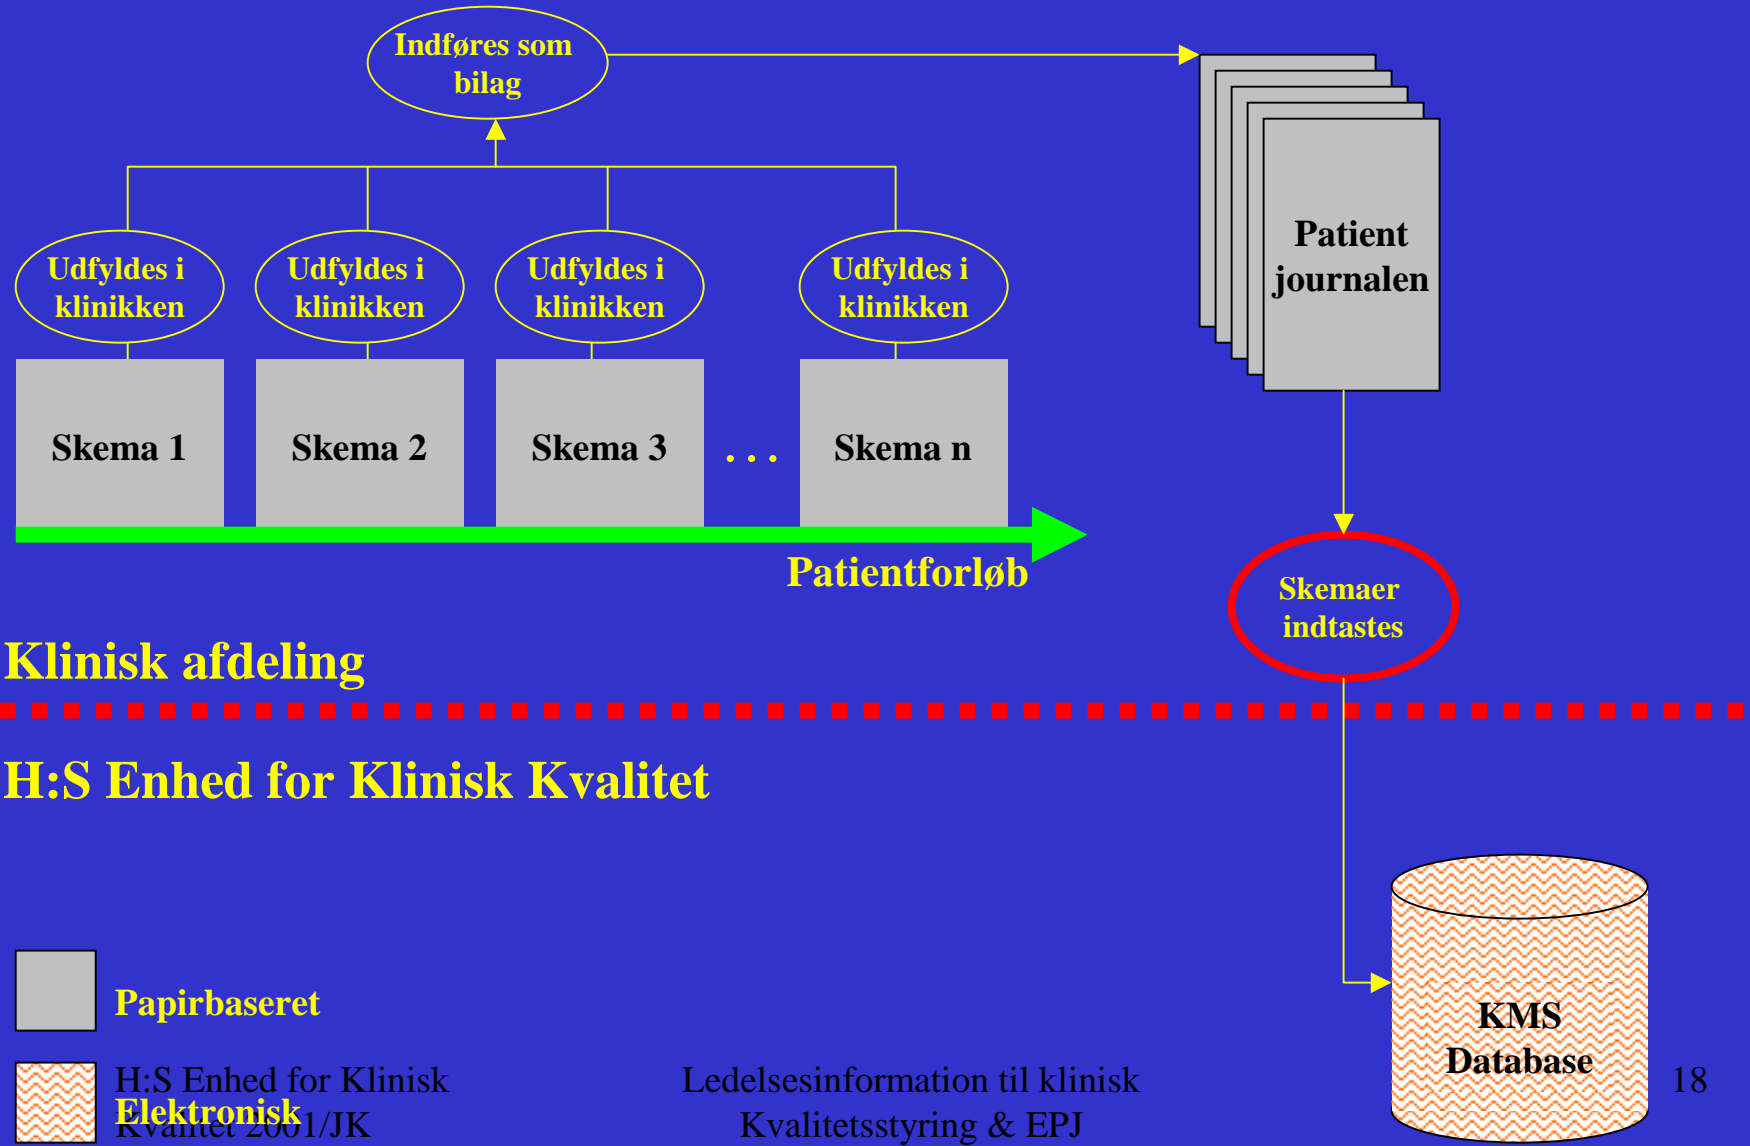 Indføres som
bilag
Udfyldes i
klinikken
Udfyldes i
klinikken
Udfyldes i
klinikken
Udfyldes i
klinikken
Patient
journalen
Skema 1
Skema 2
Skema 3
. . .
Skema n
Patientforløb
Skemaer
indtastes
Klinisk afdeling
H:S Enhed for Klinisk Kvalitet
KMS
Database
Papirbaseret
Elektronisk
H:S Enhed for Klinisk
Kvalitet 2001/JK
Ledelsesinformation til klinisk
Kvalitetsstyring & EPJ
18